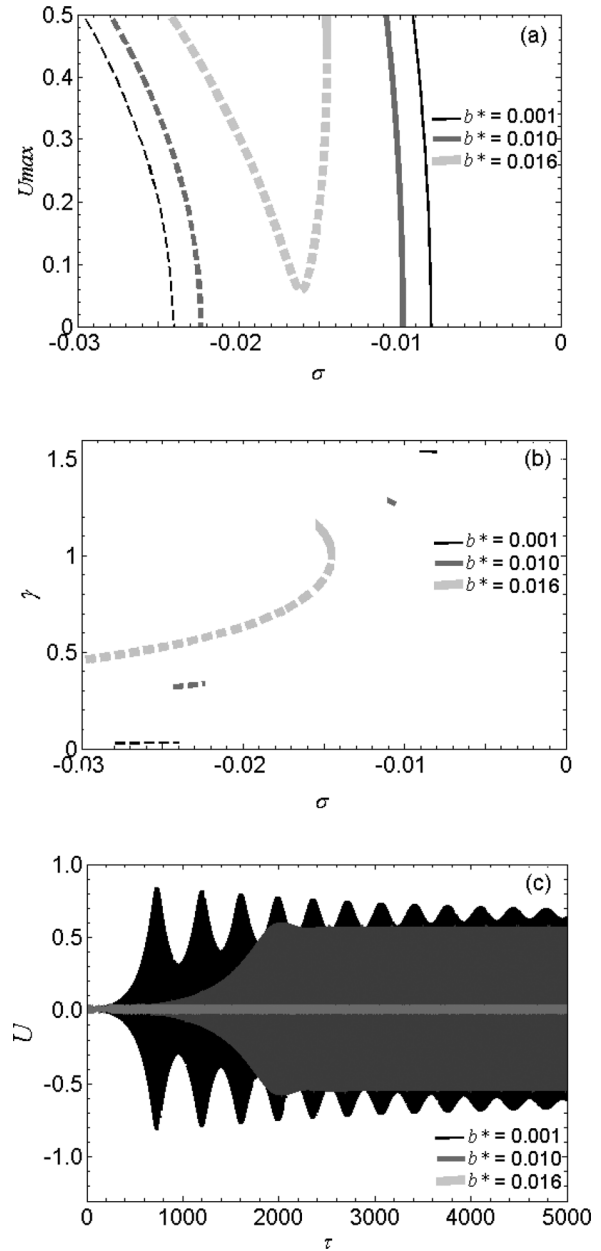 0.5
(a)
0.4
b* = 0.001
0.3
b* = 0.010
b* = 0.016
Umax
0.2
0.1
0
-0.03
-0.02
-0.01
0
σ
1.5
(b)
b* = 0.001
1
b* = 0.010
b* = 0.016
γ
0.5
0
-0.03
-0.02
-0.01
0
σ
1.0
(c)
0.5
0.0
U
-0.5
b* = 0.001
-1.0
b* = 0.010
b* = 0.016
0 1000 2000 3000 4000 5000
τ